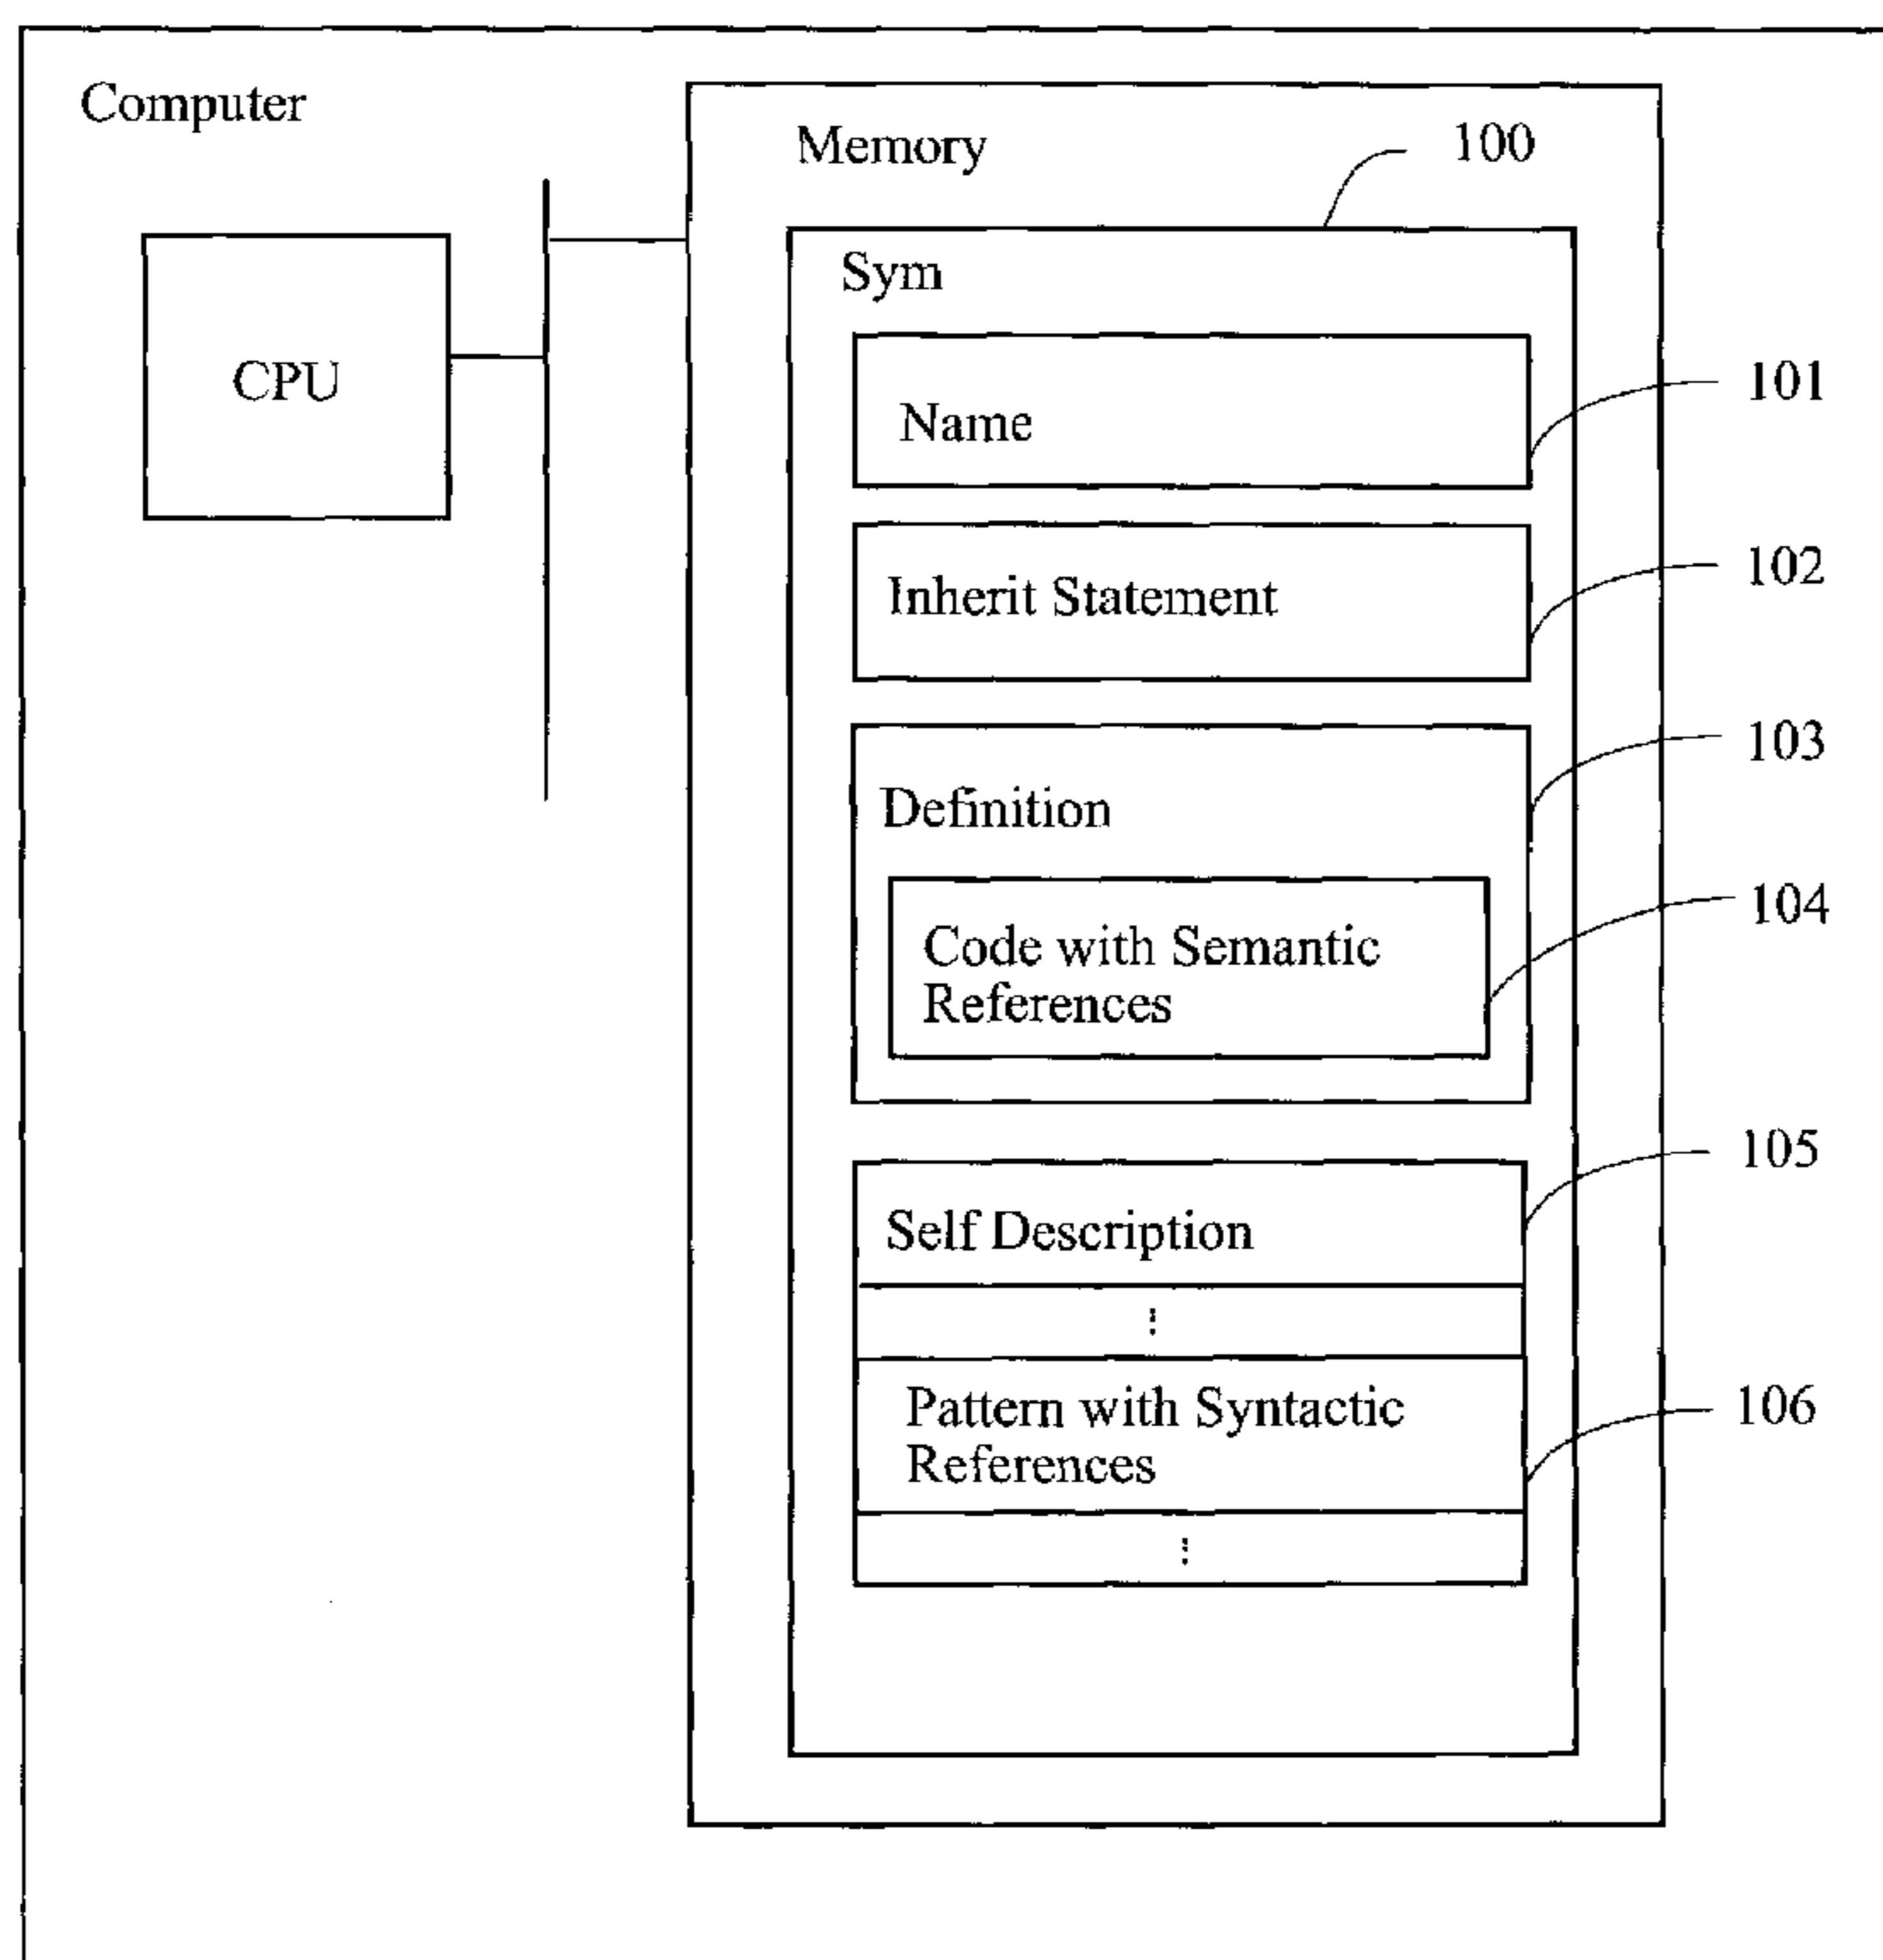 Computer
Memory
100
Sym
CPU
Name
101
Inherit Statement
102
Definition
103
Code with Semantic
References
104
Self Description
105
⋮
Pattern with Syntactic
References
106
⋮